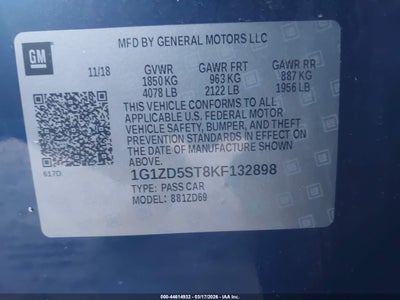 GM
MFD BY GENERAL MOTORS LLC
11/18 GVWR GAWR FRT GAWR RR
1850 KG 963 KG 887 KG
4078 LB 2122 LB 1956 LB
THIS VEHICLE CONFORMS TO ALL
APPLICABLE U.S. FEDERAL MOTOR
VEHICLE SAFETY, BUMPER, AND THEFT
PREVENTION STANDARDS IN EFFECT ON
THE DATE OF MANUFACTURE SHOWN
ABOVE.
617D
1G1ZD5ST8KF132898
TYPE: PASS CAR
MODEL: 881ZD69
000-44614932 - 03/17/2026 - IAA, Inc.